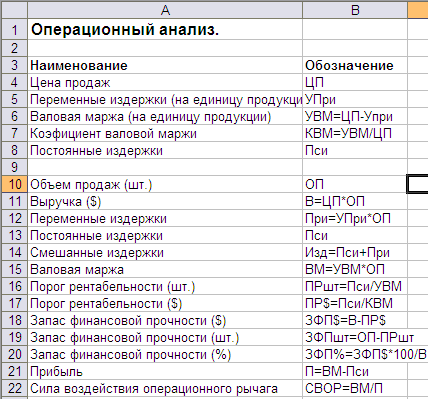 A B
1 Операционный анализ.
2
3 Наименование Обозначение
4 Цена продаж ЦП
5 Переменные издержки (на единицу продукци УПри
6 Валовая маржа (на единицу продукции) УВМ=ЦП-Упри
7 Коэфициент валовой маржи КВМ=УВМ/ЦП
8 Постоянные издержки Пси
9
10 Объем продаж (шт.) ОП
11 Выручка ($) В=ЦП*ОП
12 Переменные издержки При=УПри*ОП
13 Постоянные издержки Пси
14 Смешанные издержки Изд=Пси+При
15 Валовая маржа ВМ=УВМ*ОП
16 Порог рентабельности (шт.) ПРшт=Пси/УВМ
17 Порог рентабельности ($) ПР$=Пси/КВМ
18 Запас финансовой прочности ($) ЗФП$=В-ПР$
19 Запас финансовой прочности (шт.) ЗФПшт=ОП-ПРшт
20 Запас финансовой прочности (%) ЗФП%=ЗФП$*100/В
21 Прибыль П=ВМ-Пси
22 Сила воздействия операционного рычага СВОР=ВМ/П